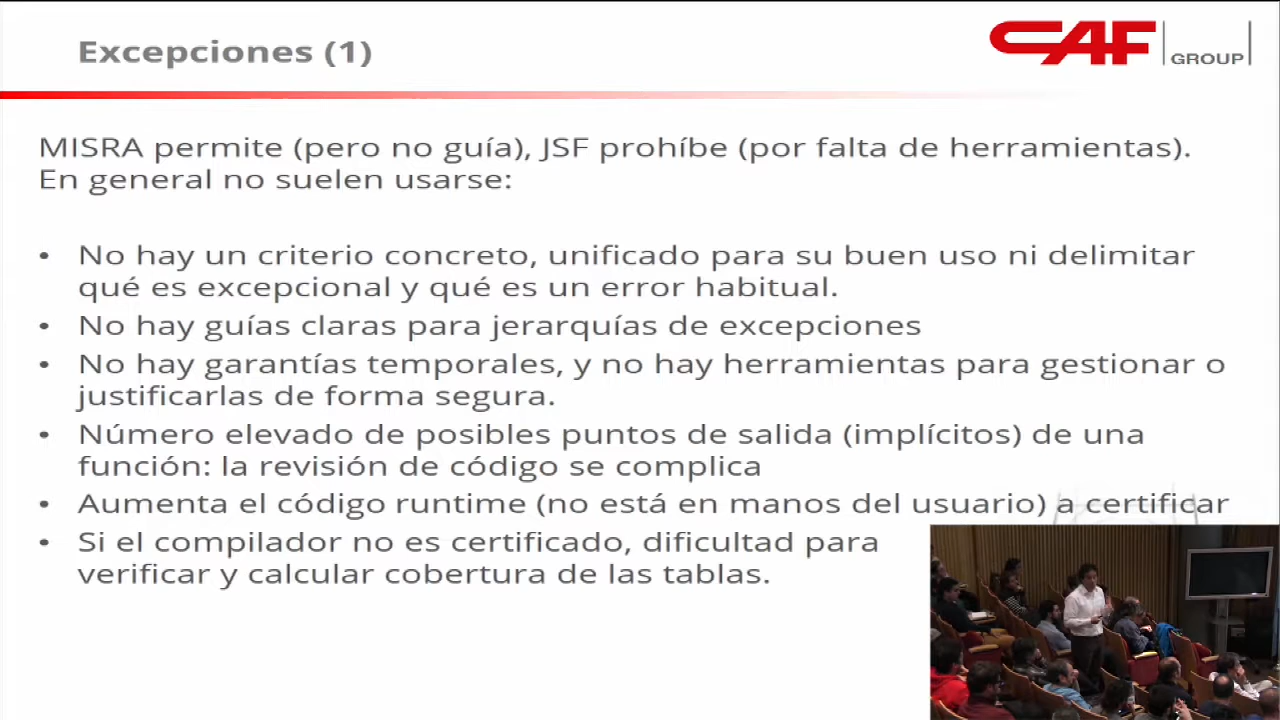 Excepciones (1)
CAF
GROUP
MISRA permite (pero no guía), JSF prohíbe (por falta de herramientas).
En general no suelen usarse:
• No hay un criterio concreto, unificado para su buen uso ni delimitar
qué es excepcional y qué es un error habitual.
• No hay guías claras para jerarquías de excepciones
• No hay garantías temporales, y no hay herramientas para gestionar o
justificarlas de forma segura.
• Número elevado de posibles puntos de salida (implícitos) de una
función: la revisión de código se complica
• Aumenta el código runtime (no está en manos del usuario) a certificar
• Si el compilador no es certificado, dificultad para
verificar y calcular cobertura de las tablas.